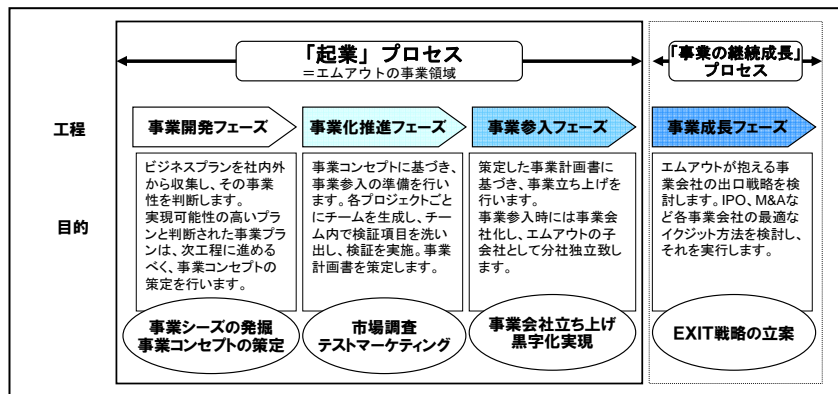 「起業」プロセス
=エムアウトの事業領域
「事業の継続成長」
プロセス
工程
事業開発フェーズ
事業化推進フェーズ
事業参入フェーズ
事業成長フェーズ
目的
ビジネスプランを社内外
から収集し、その事業
性を判断します。
実現可能性の高いプラ
ンと判断された事業プラ
ンは、次工程に進める
べく、事業コンセプトの
策定を行います。
事業コンセプトに基づき、
事業参入の準備を行い
ます。各プロジェクトごと
にチームを生成し、チー
ム内で検証項目を洗い
出し、検証を実施。事業
計画書を策定します。
策定した事業計画書に
基づき、事業立ち上げを
行います。
事業参入時には事業会
社化し、エムアウトの子
会社として分社独立致し
ます。
エムアウトが抱える事
業会社の出口戦略を検
討します。IPO、M&Aな
ど各事業会社の最適な
イクジット方法を検討し、
それを実行します。
事業シーズの発掘
事業コンセプトの策定
市場調査
テストマーケティング
事業会社立ち上げ
黒字化実現
EXIT戦略の立案